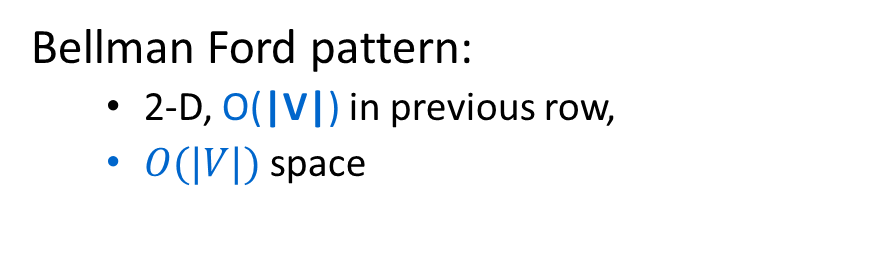 Bellman Ford pattern:
• 2-D, O(|V|) in previous row,
• O(|V|) space